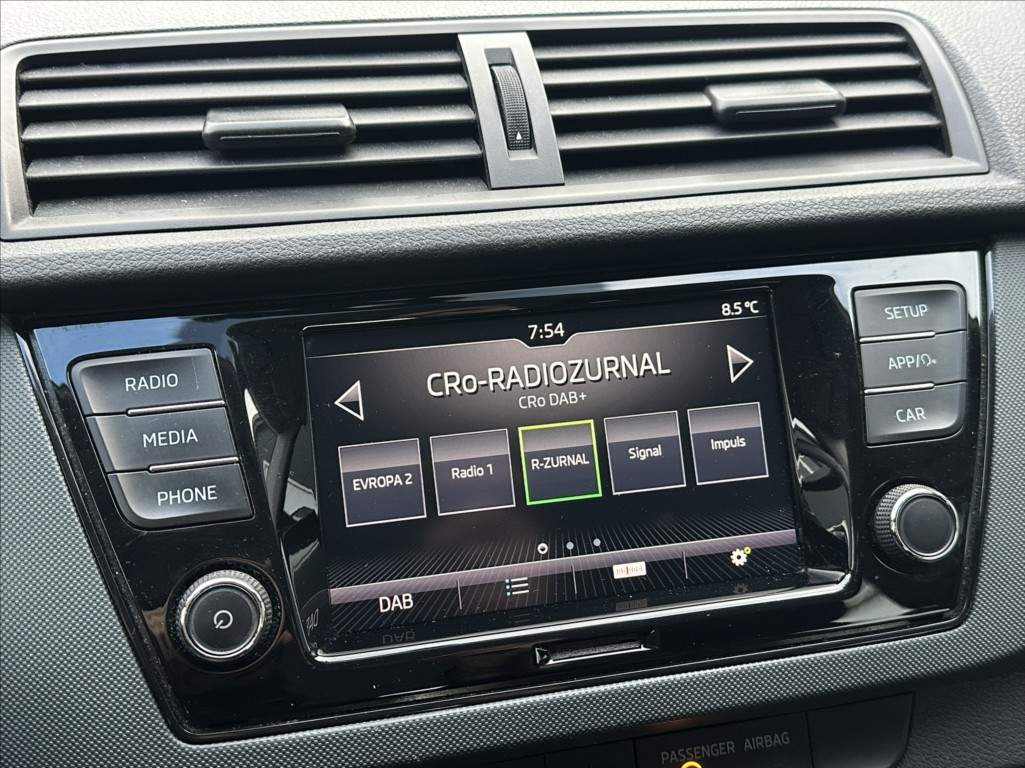 7:54
8.5 °C
CRo-RADIOZURNAL
CRo DAB+
EVROPA 2
Radio 1
R-ZURNAL
Signal
Impuls
DAB
RADIO
MEDIA
PHONE
SETUP
APP/
CAR
PASSENGER AIRBAG